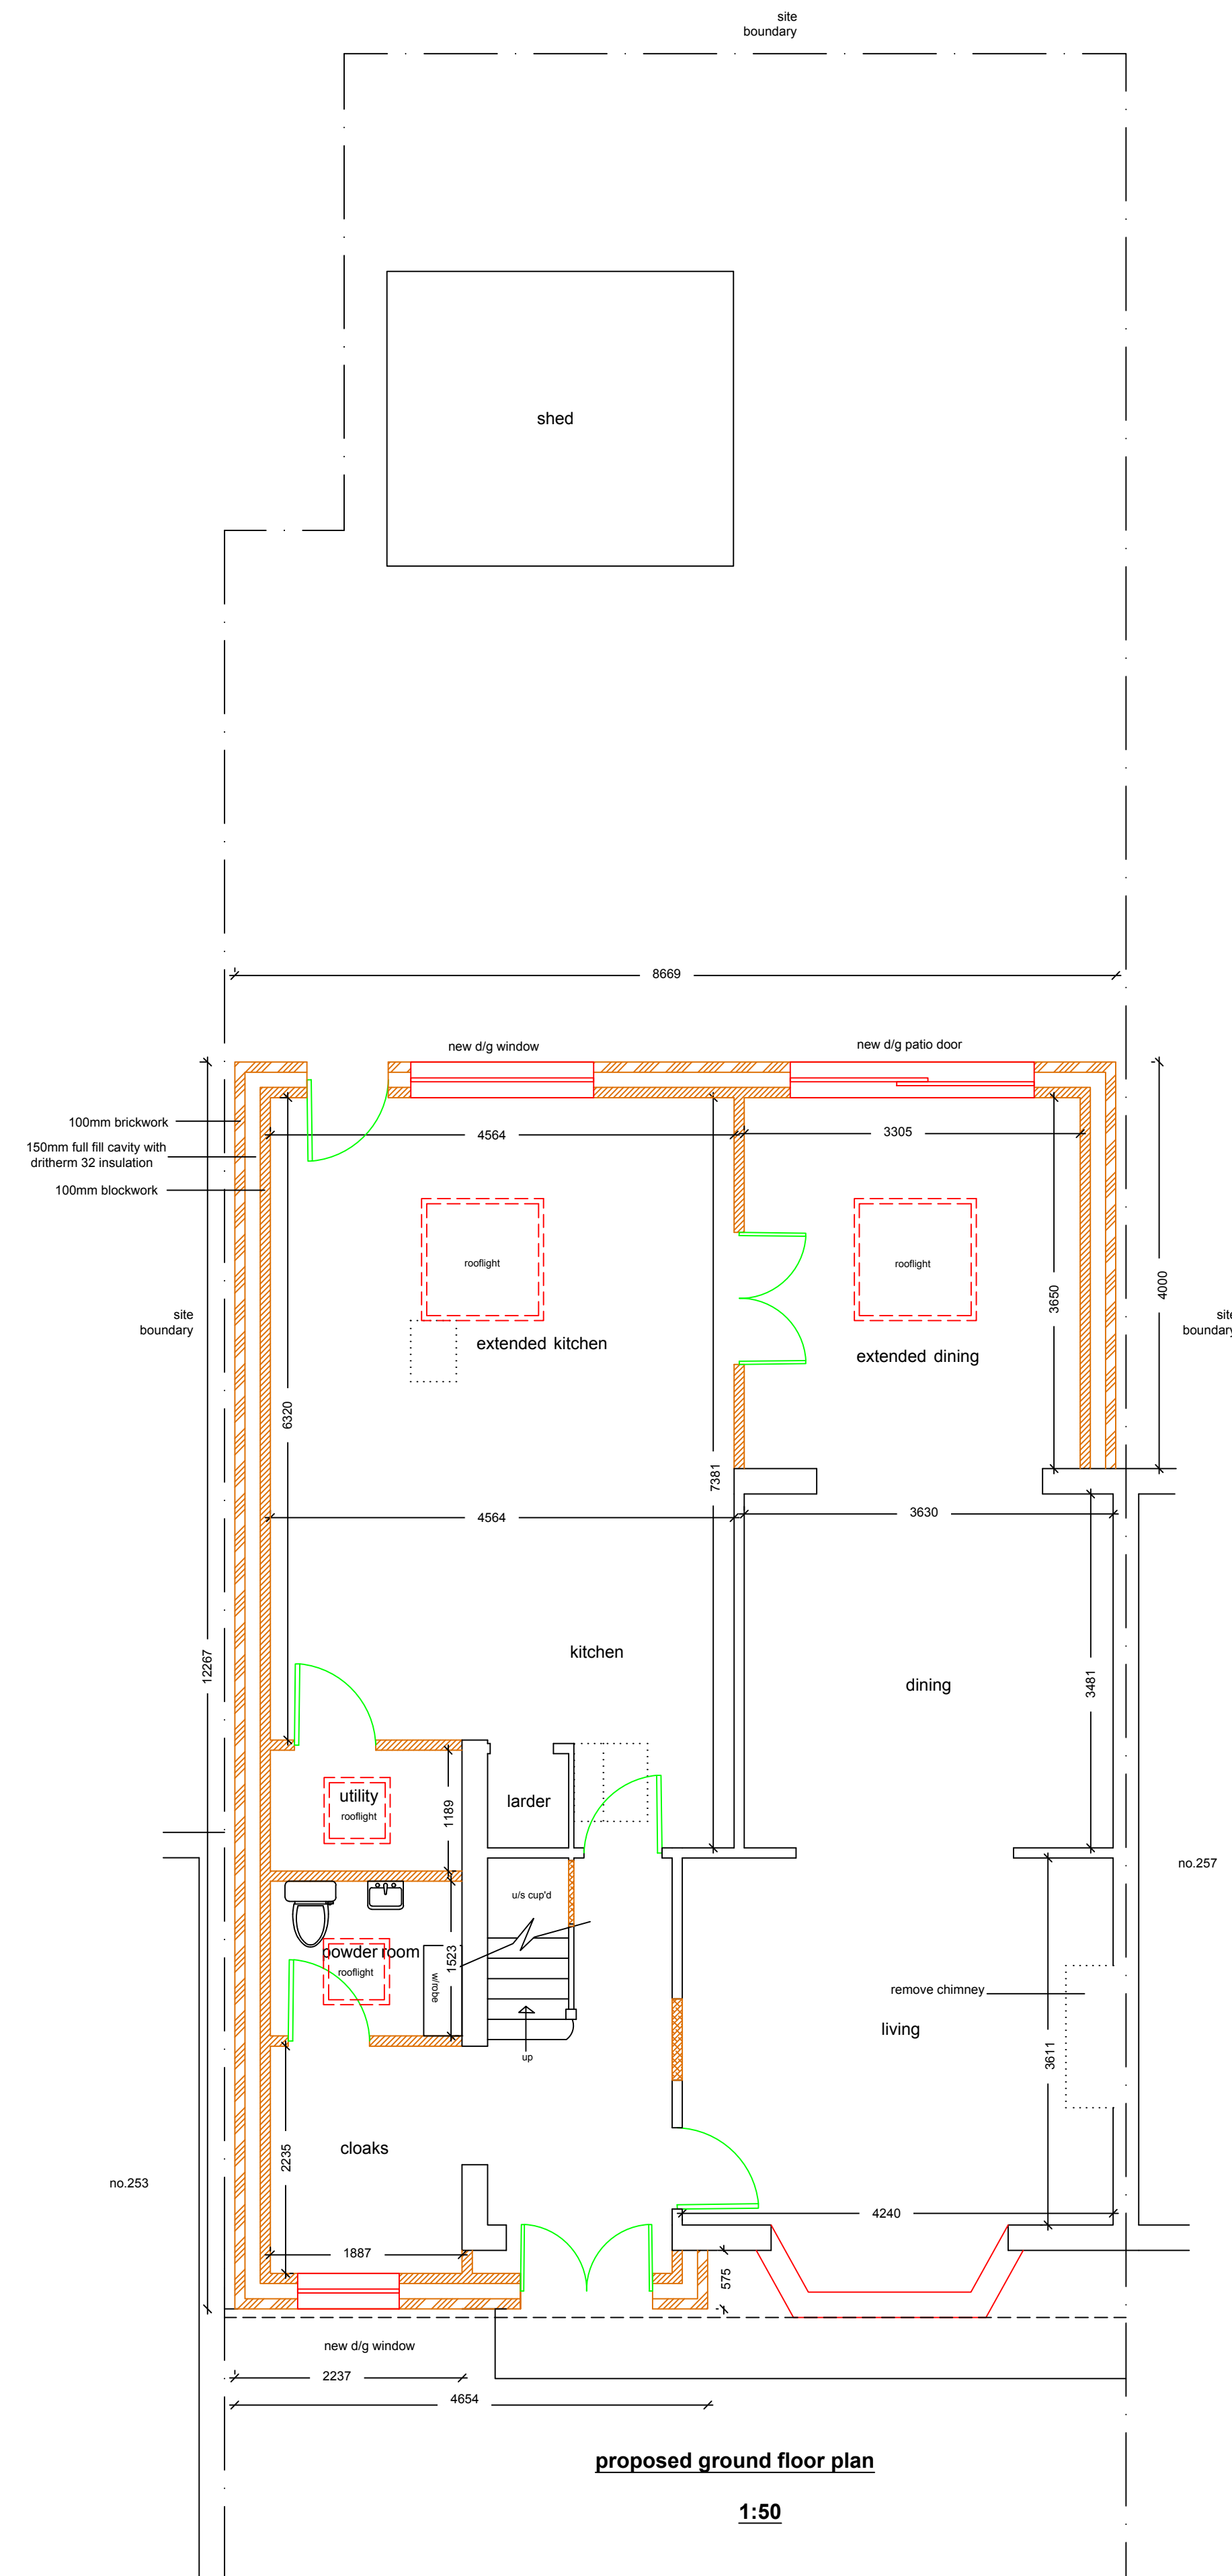 site
boundary
shed
8669
new d/g window
new d/g patio door
100mm brickwork
150mm full fill cavity with
dritherm 32 insulation
100mm blockwork
4564
3305
rooflight
rooflight
site
boundary
4000
3650
site
boundary
extended kitchen
extended dining
6320
7381
4564
3630
12267
kitchen
dining
3481
utility
rooflight
1189
larder
no.257
u/s cup'd
powder room
rooflight
1523
w/robe
remove chimney
living
up
3611
cloaks
2235
no.253
4240
1887
575
new d/g window
2237
4654
proposed ground floor plan
1:50